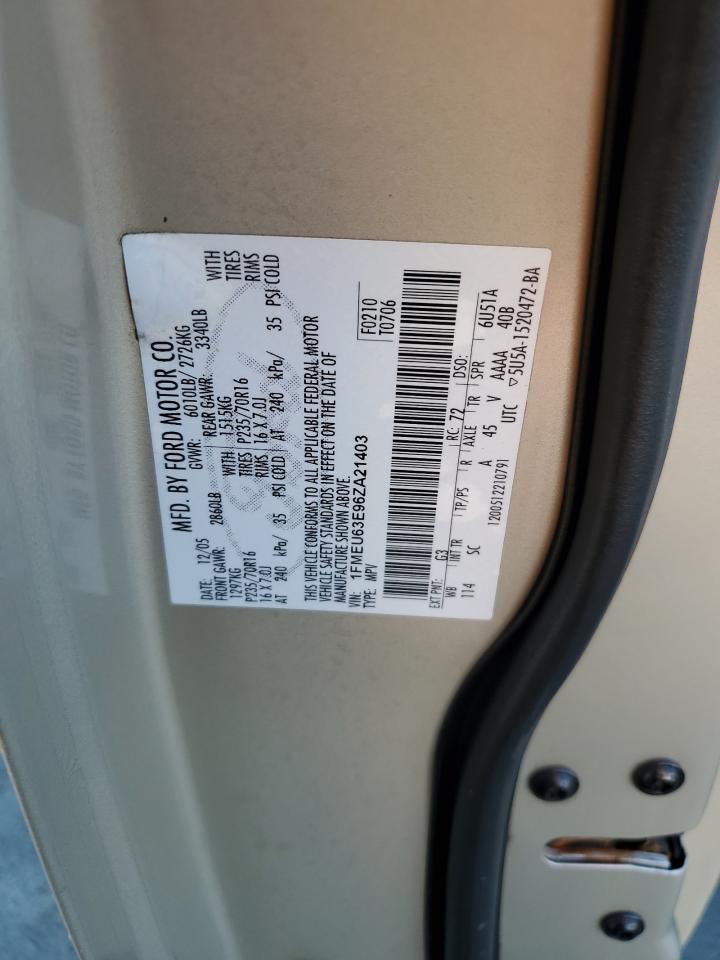 MFD. BY FORD MOTOR CO.
DATE: 12/05 GVWR: 6010LB/ 2726KG
FRONT GAWR: 2860LB REAR GAWR: 3340LB
1297KG WITH 1515KG WITH
P235/70R16 TIRES P235/70R16 TIRES
16 X 7.0J RIMS 16 X 7.0J RIMS
AT 240 kPa/ 35 PSI COLD AT 240 kPa/ 35 PSI COLD
THIS VEHICLE CONFORMS TO ALL APPLICABLE FEDERAL MOTOR
VEHICLE SAFETY STANDARDS IN EFFECT ON THE DATE OF
MANUFACTURE SHOWN ABOVE.
VIN: 1FMEU63E96ZA21403
TYPE: MPV
F0210
T0706
EXT PNT: G3 RC: 72 DSO:
WB INT TR TP/PS R AXLE TR SPR 6U51A
114 SC A 45 V AAAA 40B
1200512210791 UTC ▽5U5A-1520472-BA